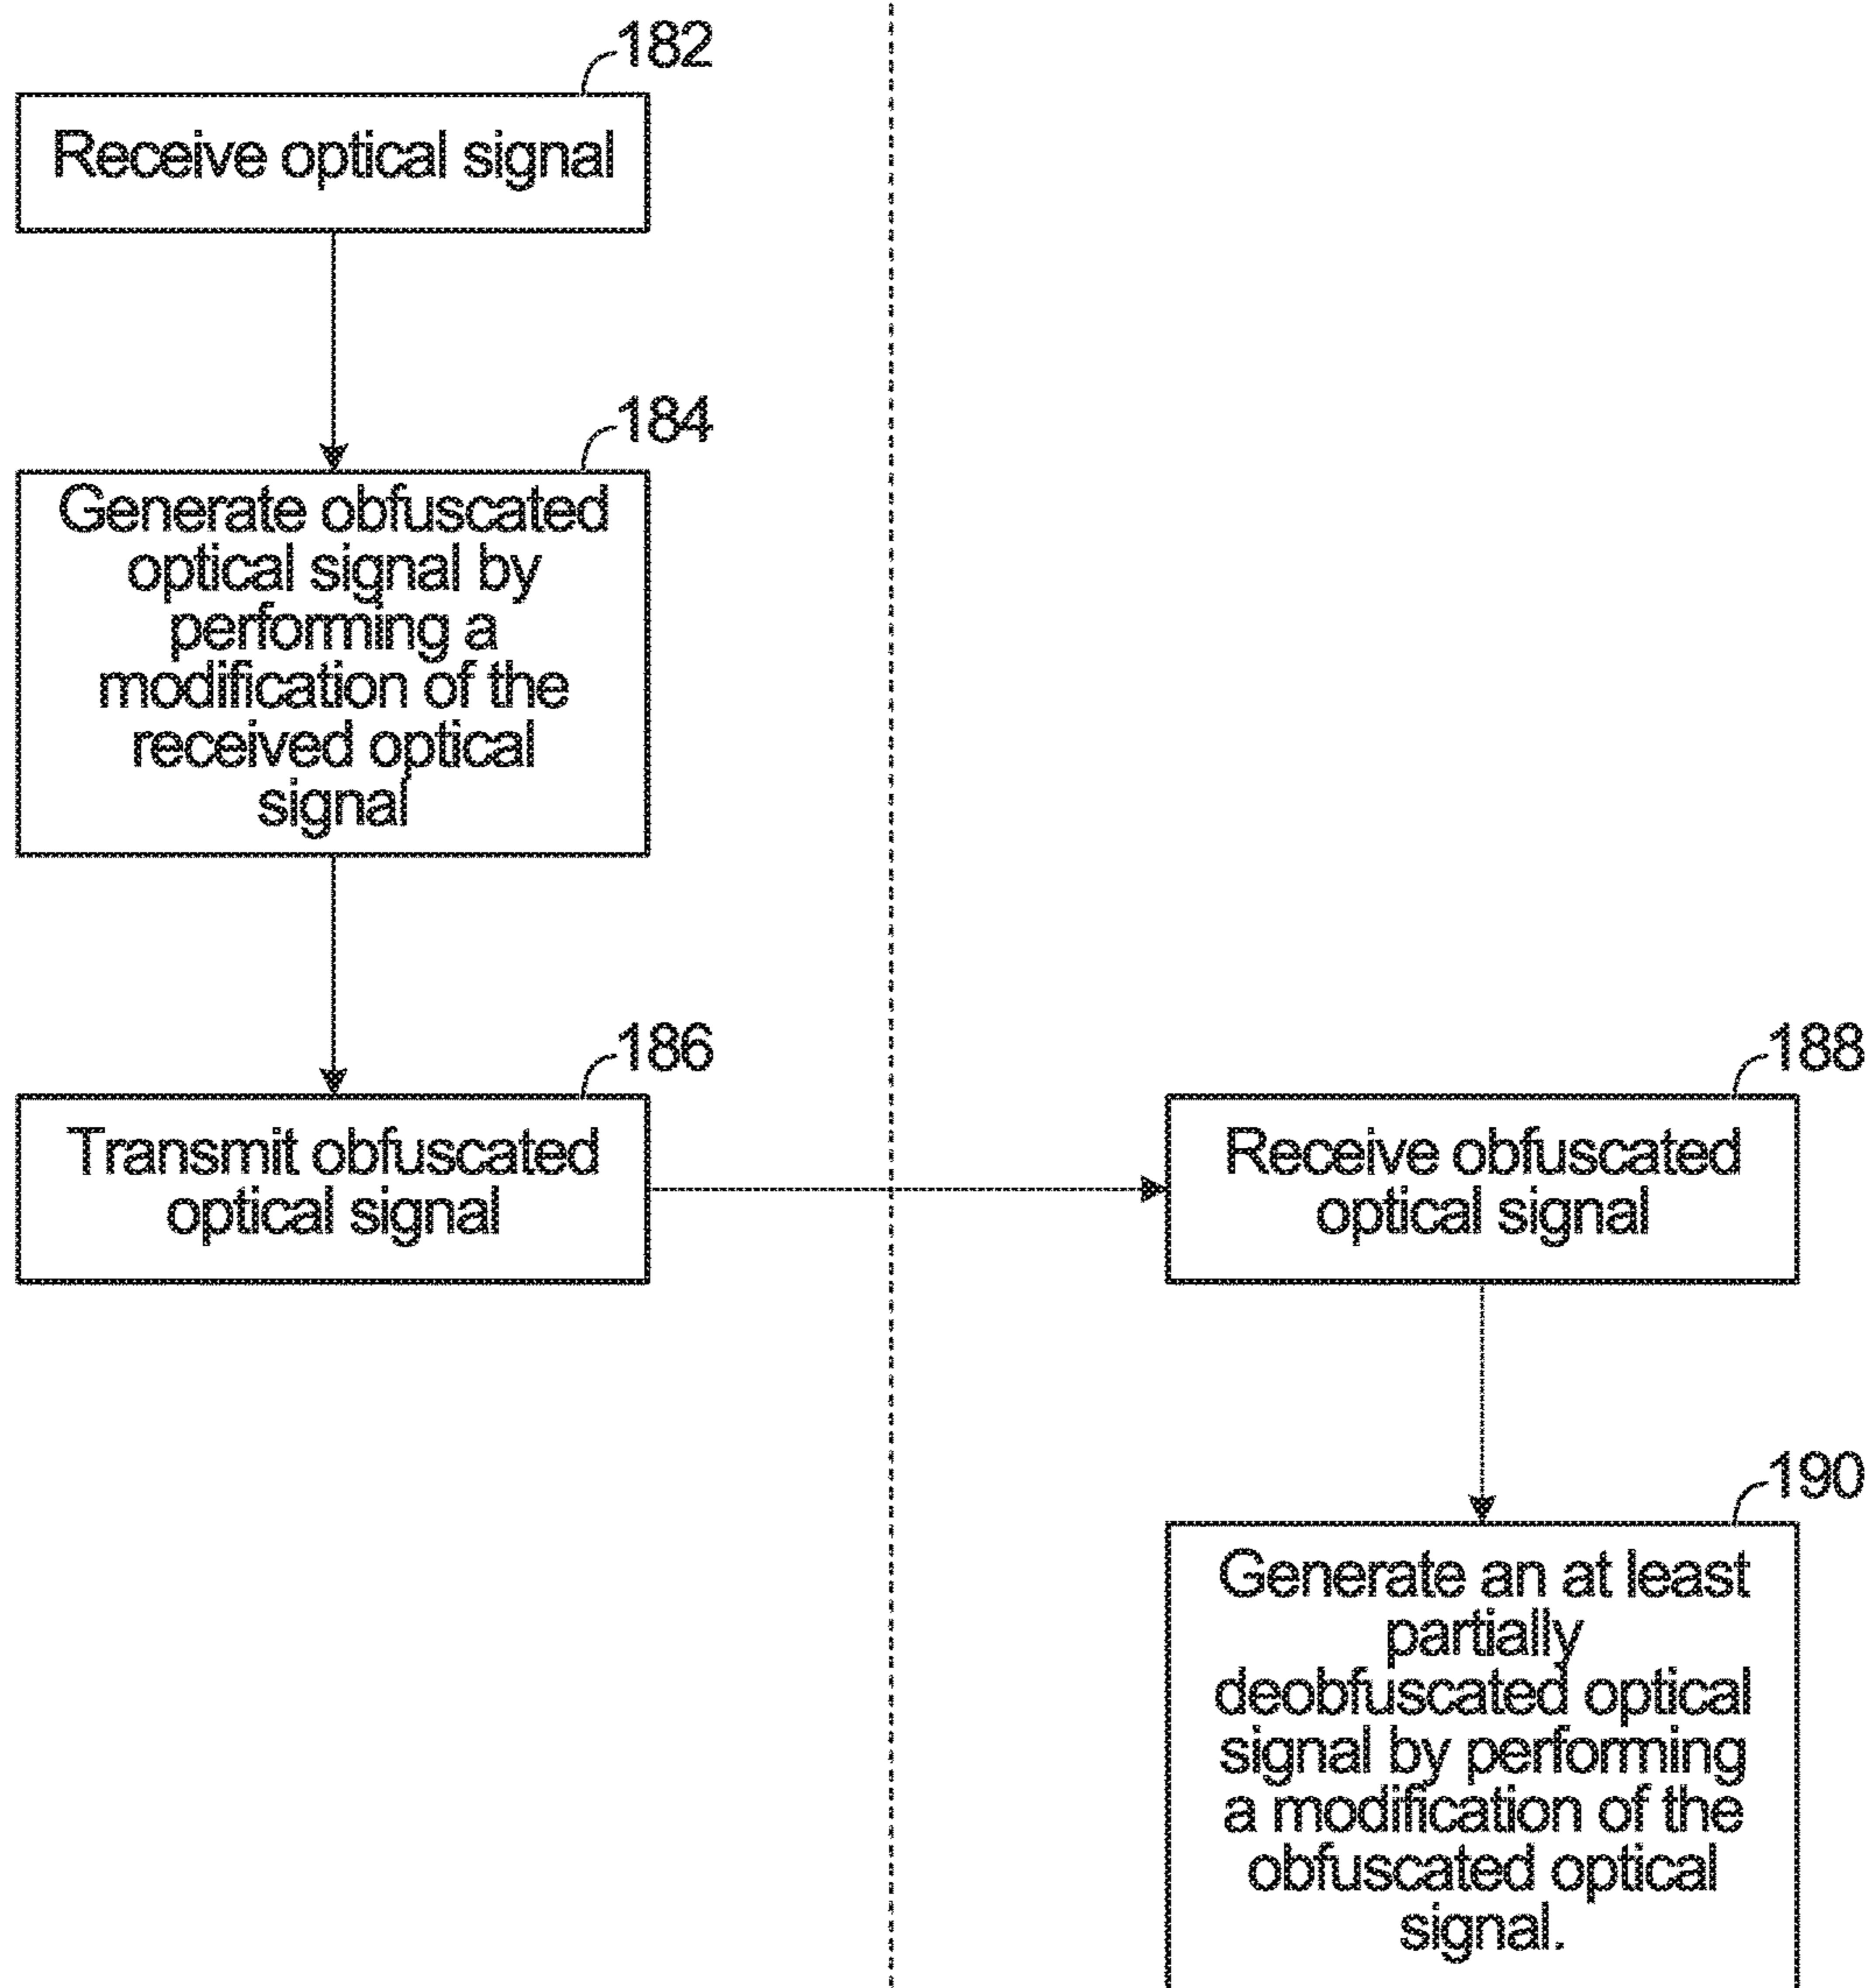 182
Receive optical signal
184
Generate obfuscated
optical signal by
performing a
modification of the
received optical
signal
186
Transmit obfuscated
optical signal
188
Receive obfuscated
optical signal
190
Generate an at least
partially
deobfuscated optical
signal by performing
a modification of the
obfuscated optical
signal.